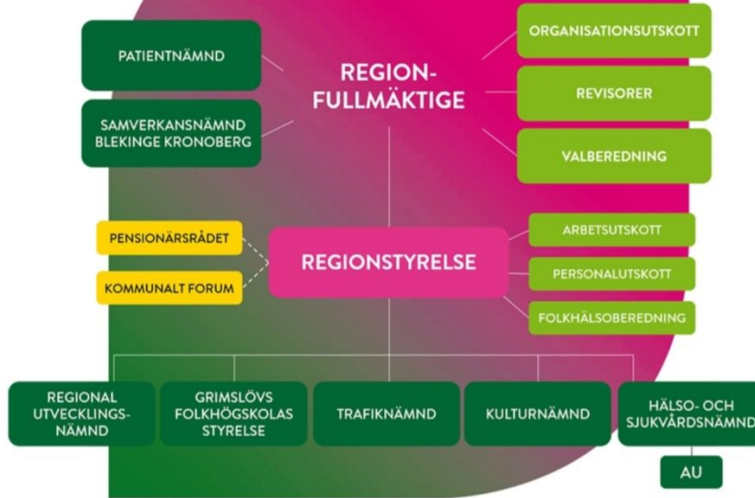 PATIENTNÄMND
SAMVERKANSNÄMND
BLEKINGE KRONOBERG
REGION-
FULLMÄKTIGE
ORGANISATIONSUTSKOTT
REVISORER
VALBEREDNING
PENSIONÄRSRÅDET
KOMMUNALT FORUM
REGIONSTYRELSE
ARBETSUTSKOTT
PERSONALUTSKOTT
FOLKHÄLSOBEREDNING
REGIONAL
UTVECKLINGS-
NÄMND
GRIMSLÖVS
FOLKHÖGSKOLAS
STYRELSE
TRAFIKNÄMND
KULTURNÄMND
HÄLSO- OCH
SJUKVÅRDSNÄMND
AU